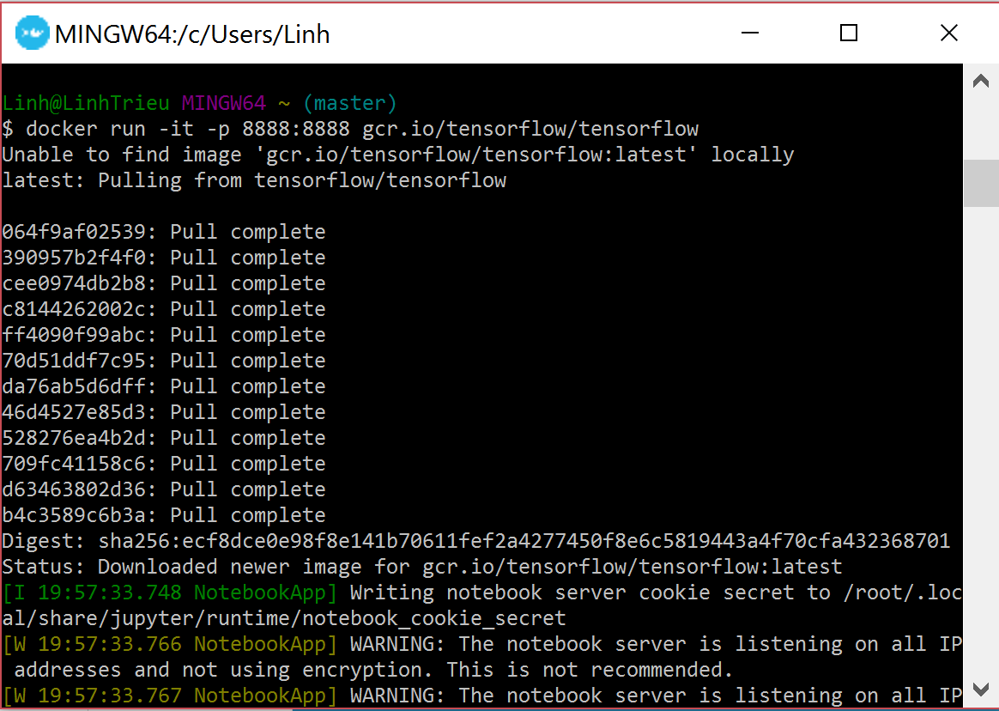 MINGW64:/c/Users/Linh
Linh@LinhTrieu MINGW64 ~ (master)
$ docker run -it -p 8888:8888 gcr.io/tensorflow/tensorflow
Unable to find image 'gcr.io/tensorflow/tensorflow:latest' locally
latest: Pulling from tensorflow/tensorflow
064f9af02539: Pull complete
390957b2f4f0: Pull complete
cee0974db2b8: Pull complete
c8144262002c: Pull complete
ff4090f99abc: Pull complete
70d51ddf7c95: Pull complete
da76ab5d6dff: Pull complete
46d4527e85d3: Pull complete
528276ea4b2d: Pull complete
709fc41158c6: Pull complete
d63463802d36: Pull complete
b4c3589c6b3a: Pull complete
Digest: sha256:ecf8dce0e98f8e141b70611fef2a4277450f8e6c5819443a4f70cfa432368701
Status: Downloaded newer image for gcr.io/tensorflow/tensorflow:latest
[I 19:57:33.748 NotebookApp] Writing notebook server cookie secret to /root/.loc
al/share/jupyter/runtime/notebook_cookie_secret
[W 19:57:33.766 NotebookApp] WARNING: The notebook server is listening on all IP
 addresses and not using encryption. This is not recommended.
[W 19:57:33.767 NotebookApp] WARNING: The notebook server is listening on all IP